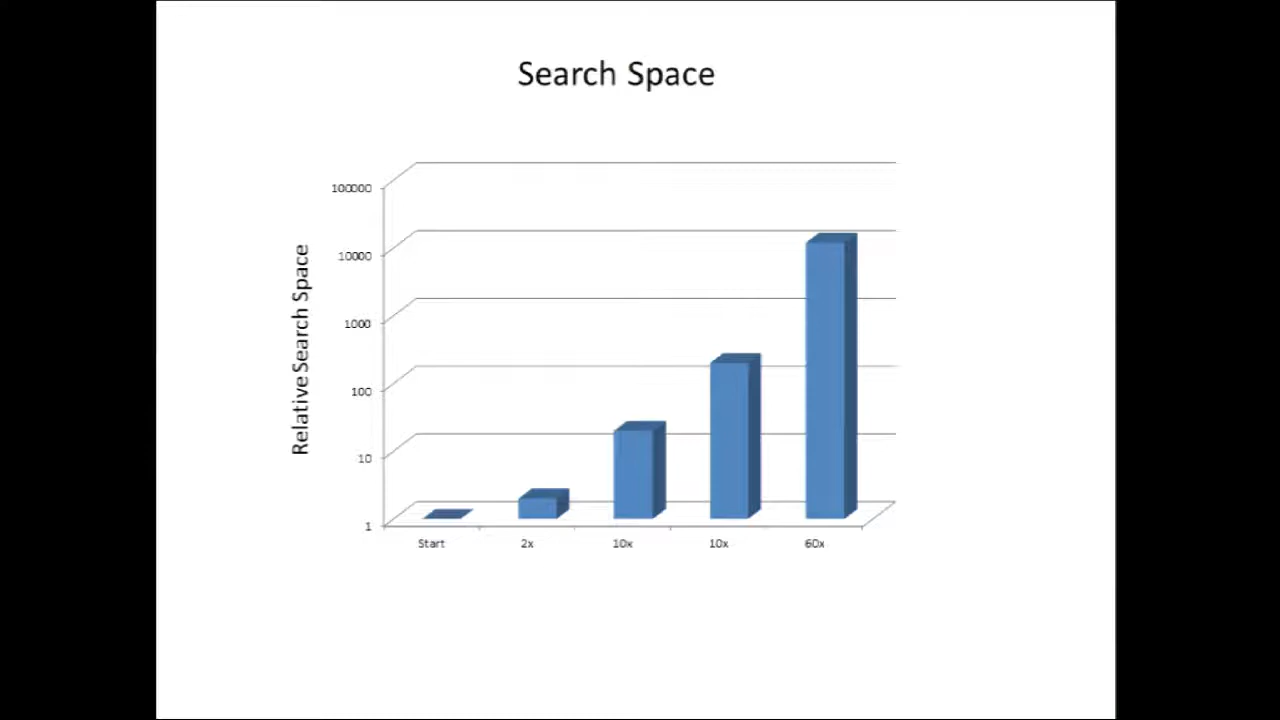 Search Space
Relative Search Space
100000
10000
1000
100
10
1
Start
2x
10x
10x
60x